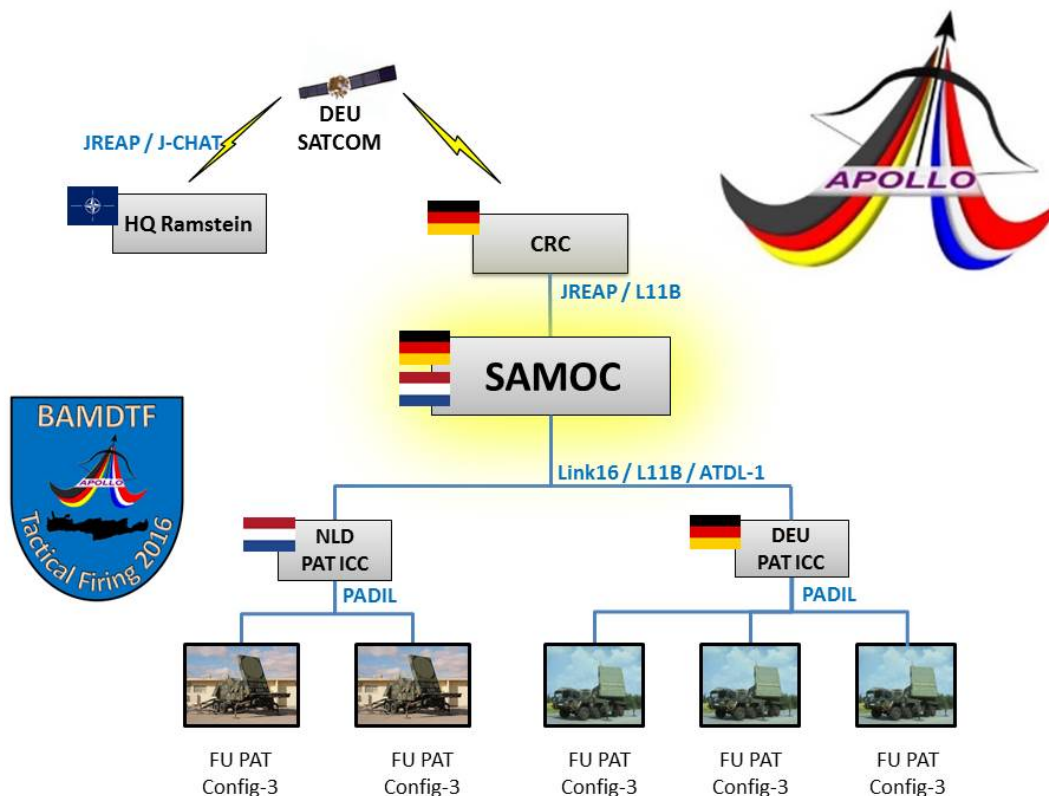 DEU
SATCOM
JREAP / J-CHAT
HQ Ramstein
APOLLO
CRC
JREAP / L11B
SAMOC
BAMDTF
APOLLO
Tactical Firing 2016
Link16 / L11B / ATDL-1
NLD
PAT ICC
DEU
PAT ICC
PADIL
PADIL
FU PAT
Config-3
FU PAT
Config-3
FU PAT
Config-3
FU PAT
Config-3
FU PAT
Config-3